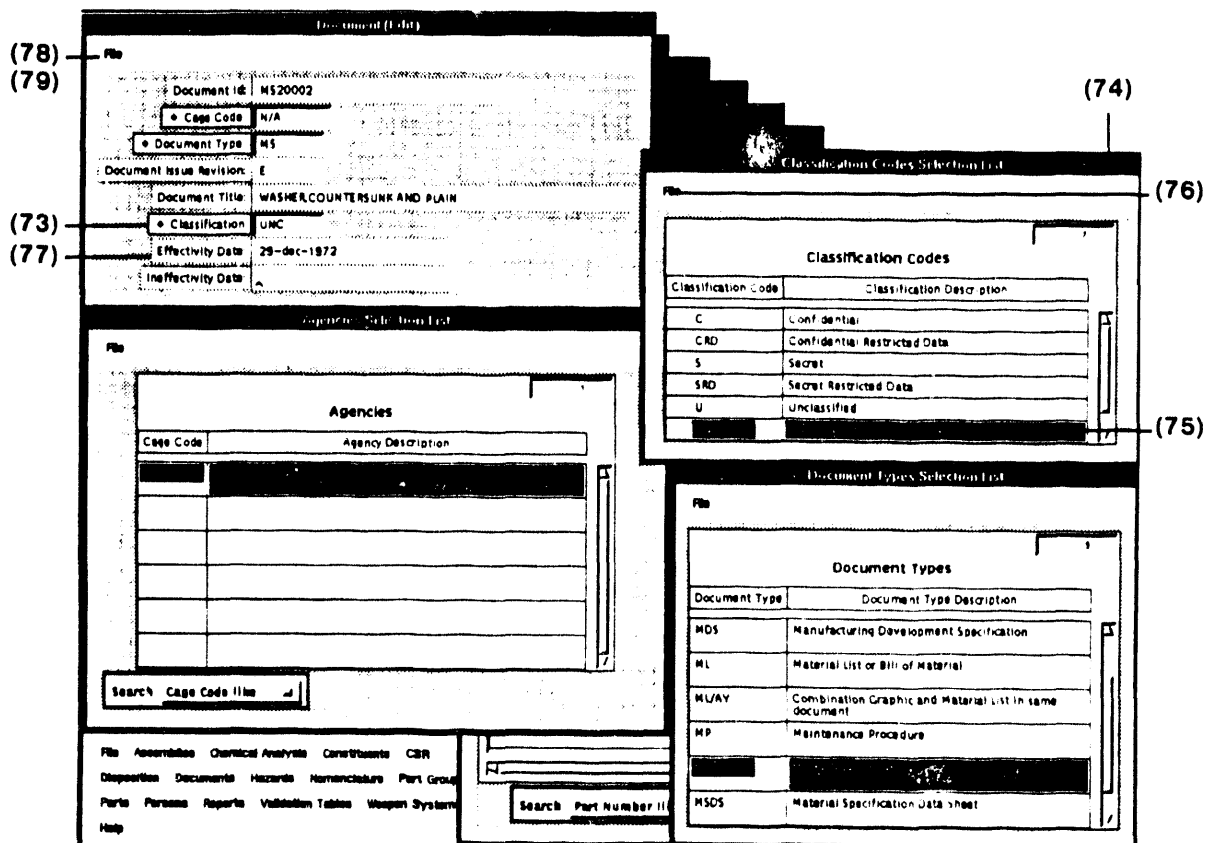 Document (Edit)
(78)
File
(79)
Document Id: MS20002
Cage Code N/A
Document Type MS
Document Issue Revision: E
Document Title: WASHER,COUNTERSUNK AND PLAIN
(73)
Classification UNC
(77)
Effectivity Date 29-dec-1972
Ineffectivity Date
(74)
Classification Codes Selection List
File
(76)
Classification Codes
Classification Code Classification Description
C Confidential
CRD Confidential Restricted Data
S Secret
SRD Secret Restricted Data
U Unclassified
(75)
Agencies Selection List
File
Agencies
Cage Code Agency Description
Search Cage Code like
Document Types Selection List
File
Document Types
Document Type Document Type Description
MDS Manufacturing Development Specification
ML Material List or Bill of Material
ML/AY Combination Graphic and Material List in same
document
MP Maintenance Procedure
MSDS Material Specification Data Sheet
File Assemblies Chemical Analysis Constituents CBR
Disposition Documents Hazards Nomenclature Part Group
Parts Persons Reports Validation Tables Weapon System
Help
Search Part Number li